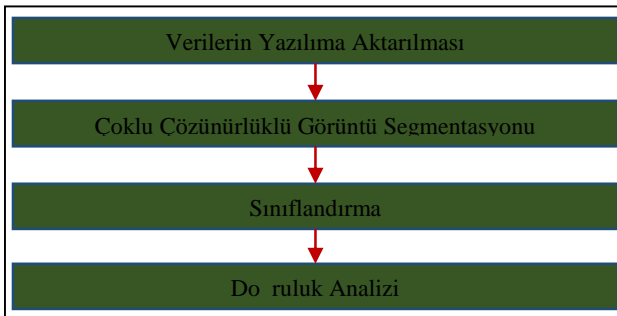 Verilerin Yazılıma Aktarılması
Çoklu Çözünürlüklü Görüntü Segmentasyonu
Sınıflandırma
Do ruluk Analizi